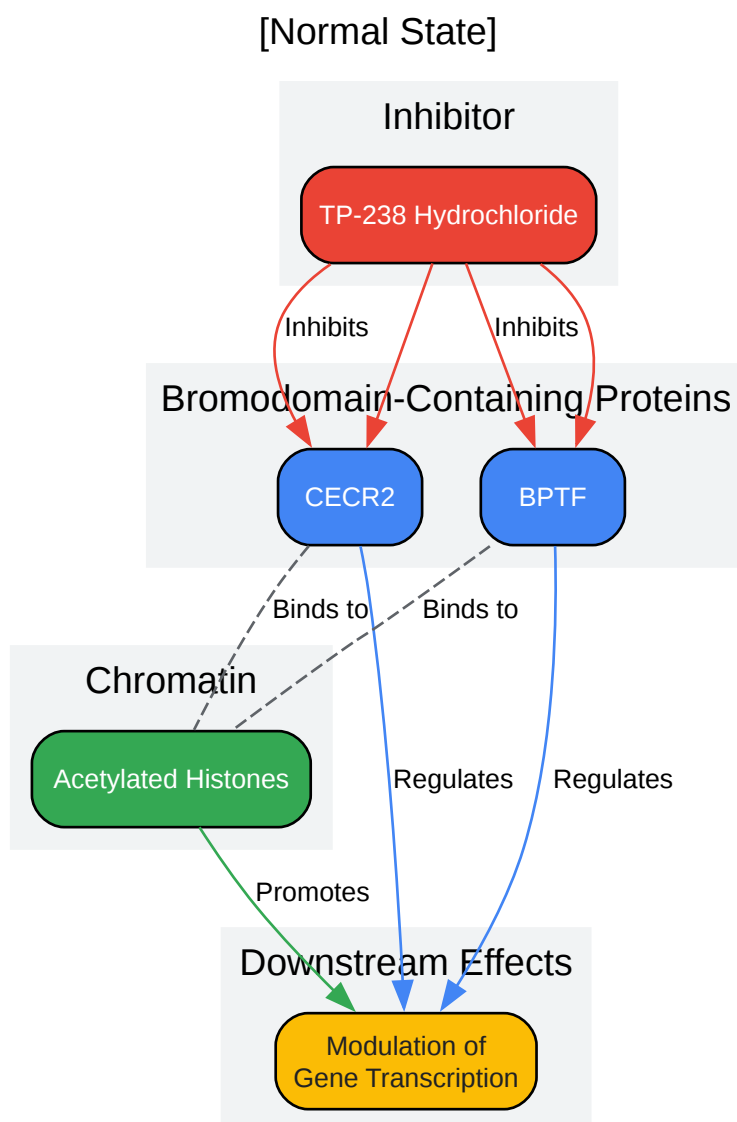 [Normal State]
Inhibitor
TP-238 Hydrochloride
Inhibits
Inhibits
Bromodomain-Containing Proteins
CECR2
BPTF
Binds to
Binds to
Chromatin
Acetylated Histones
Regulates
Regulates
Promotes
Downstream Effects
Modulation of
Gene Transcription